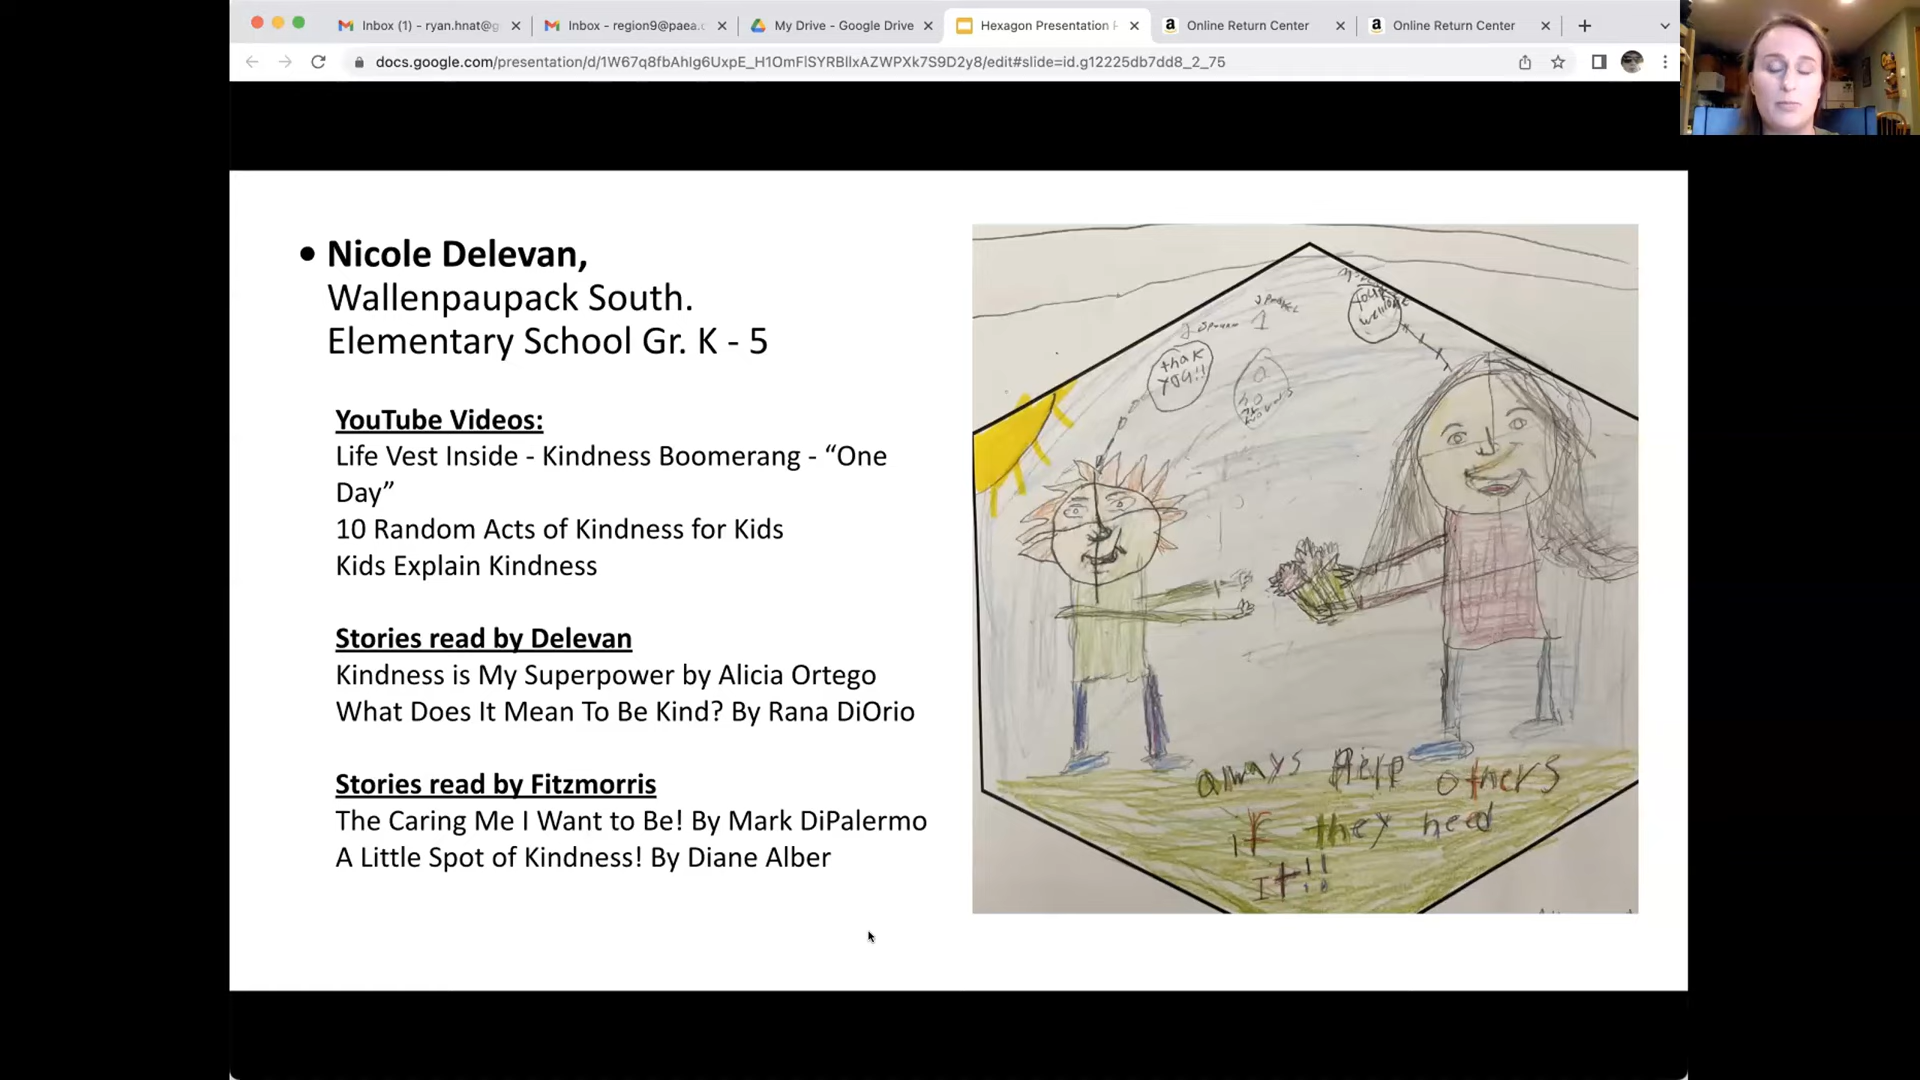 Inbox (1) - ryan.hnat@g
Inbox - region9@paea.c
My Drive - Google Drive
Hexagon Presentation
Online Return Center
Online Return Center
docs.google.com/presentation/d/1W67q8fbAhlg6UxpE_H1OmFlSYRBllxAZWPXk7S9D2y8/edit#slide=id.g12225db7dd8_2_75
• Nicole Delevan,
Wallenpaupack South.
Elementary School Gr. K - 5
YouTube Videos:
Life Vest Inside - Kindness Boomerang - “One
Day”
10 Random Acts of Kindness for Kids
Kids Explain Kindness
Stories read by Delevan
Kindness is My Superpower by Alicia Ortego
What Does It Mean To Be Kind? By Rana DiOrio
Stories read by Fitzmorris
The Caring Me I Want to Be! By Mark DiPalermo
A Little Spot of Kindness! By Diane Alber
thak
you!!
always Help others
if they need
It!!